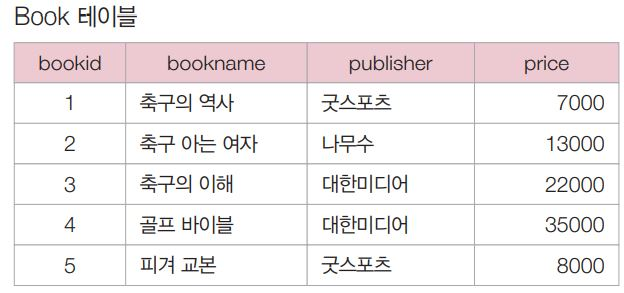 Book 테이블
bookid bookname publisher price
1 축구의 역사 굿스포츠 7000
2 축구 아는 여자 나무수 13000
3 축구의 이해 대한미디어 22000
4 골프 바이블 대한미디어 35000
5 피겨 교본 굿스포츠 8000